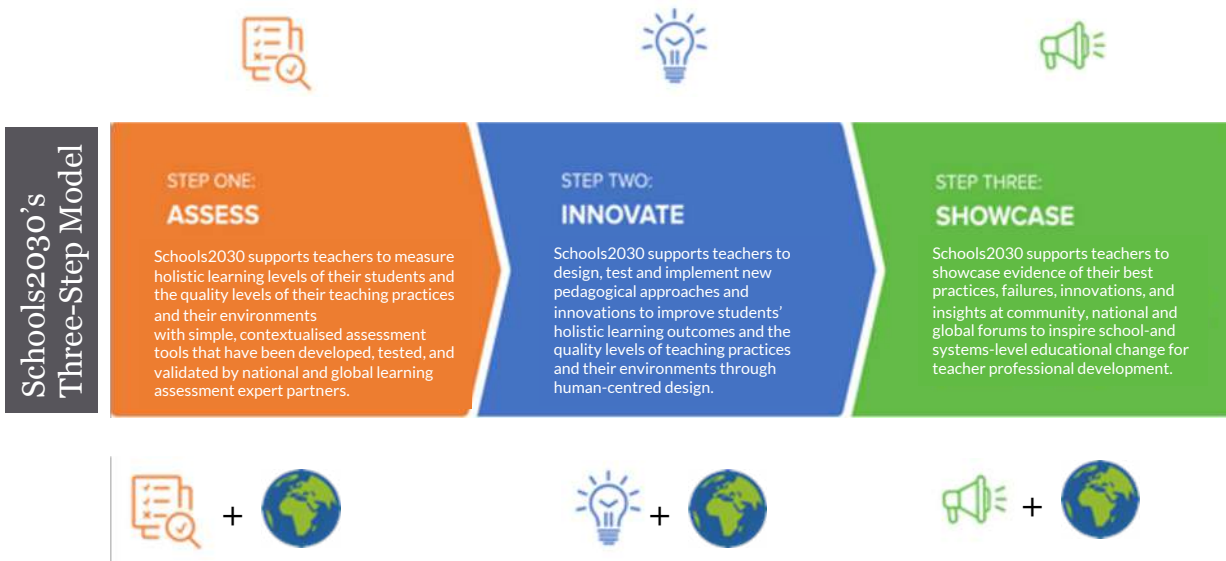 Schools2030's
Three-Step Model
STEP ONE:
ASSESS
Schools2030 supports teachers to measure
holistic learning levels of their students and
the quality levels of their teaching practices
and their environments
with simple, contextualised assessment
tools that have been developed, tested, and
validated by national and global learning
assessment expert partners.
STEP TWO:
INNOVATE
Schools2030 supports teachers to
design, test and implement new
pedagogical approaches and
innovations to improve students'
holistic learning outcomes and the
quality levels of teaching practices
and their environments through
human-centred design.
STEP THREE:
SHOWCASE
Schools2030 supports teachers to
showcase evidence of their best
practices, failures, innovations, and
insights at community, national and
global forums to inspire school-and
systems-level educational change for
teacher professional development.
+
+
+